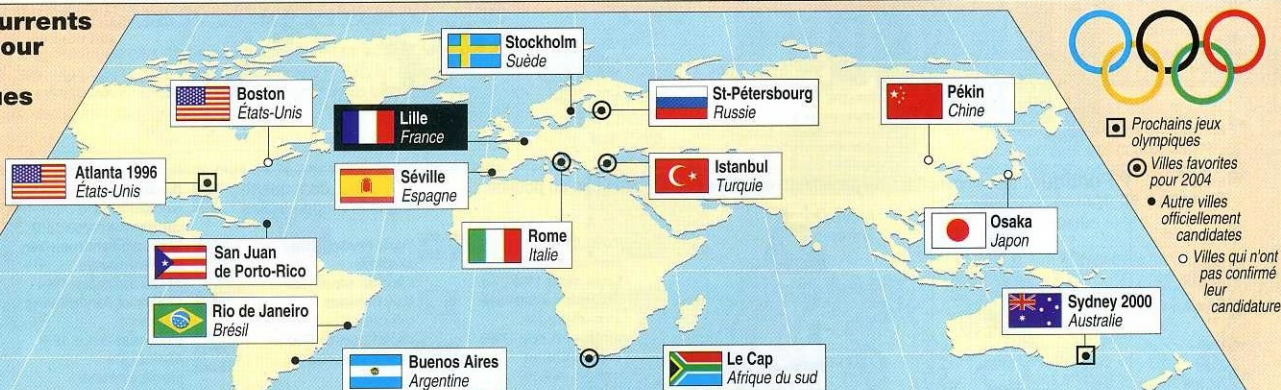 urrents
our
ues
Stockholm
Suède
Boston
États-Unis
Lille
France
St-Pétersbourg
Russie
Pékin
Chine
Prochains jeux
olympiques
Atlanta 1996
États-Unis
Séville
Espagne
Istanbul
Turquie
Villes favorites
pour 2004
Autre villes
officiellement
candidates
San Juan
de Porto-Rico
Rome
Italie
Osaka
Japon
Villes qui n'ont
pas confirmé
leur
candidature
Rio de Janeiro
Brésil
Sydney 2000
Australie
Buenos Aires
Argentine
Le Cap
Afrique du sud